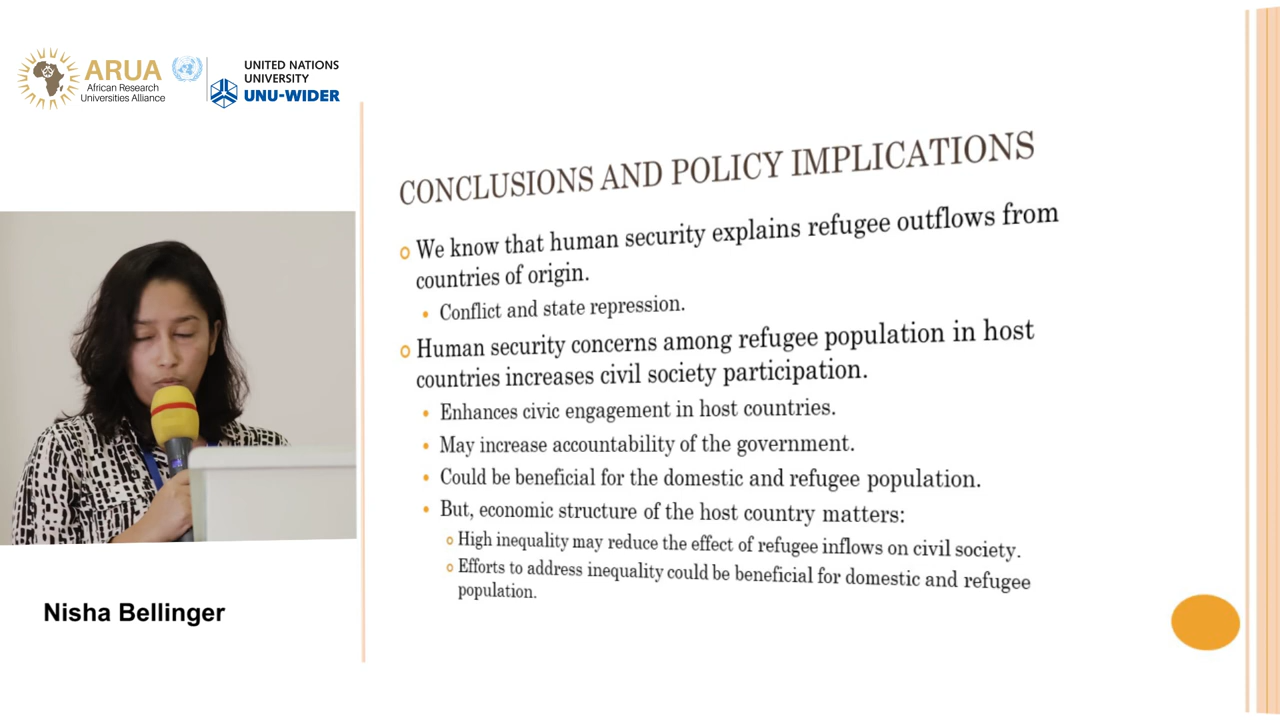 ARUA
African Research
Universities Alliance
UNITED NATIONS
UNIVERSITY
UNU-WIDER
CONCLUSIONS AND POLICY IMPLICATIONS
We know that human security explains refugee outflows from
countries of origin.
Conflict and state repression.
Human security concerns among refugee population in host
countries increases civil society participation.
Enhances civic engagement in host countries.
May increase accountability of the government.
Could be beneficial for the domestic and refugee population.
But, economic structure of the host country matters:
High inequality may reduce the effect of refugee inflows on civil society.
Efforts to address inequality could be beneficial for domestic and refugee
population.
Nisha Bellinger